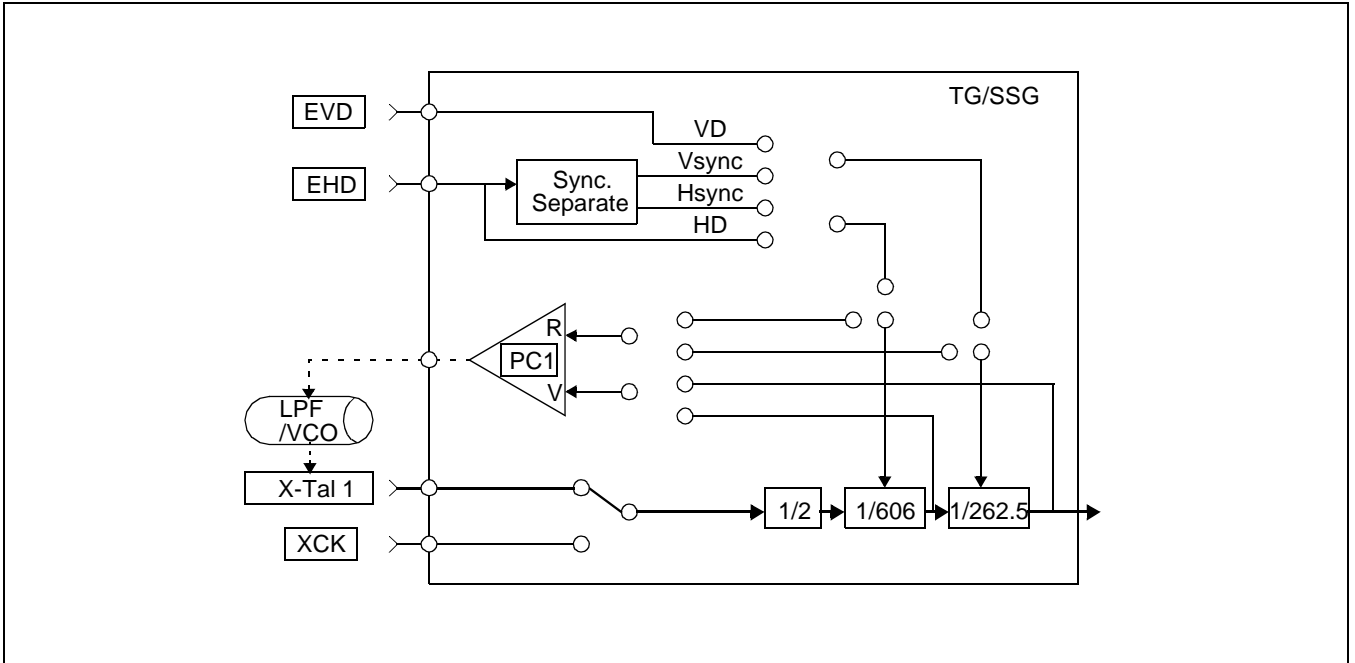 TG/SSG
EVD
VD
Vsync
EHD
Sync.
Separate
Hsync
HD
R
PC1
V
LPF
/VCO
X-Tal 1
1/2
1/606
1/262.5
XCK